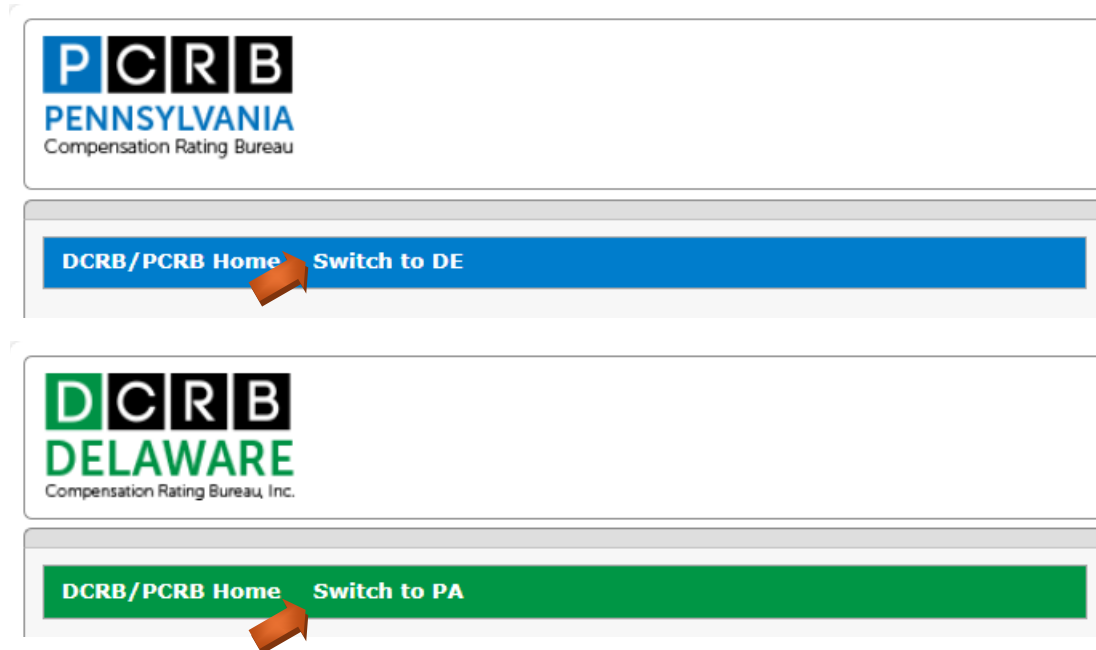 PCRB
PENNSYLVANIA
Compensation Rating Bureau
DCRB/PCRB Home Switch to DE
DCRB
DELAWARE
Compensation Rating Bureau, Inc.
DCRB/PCRB Home Switch to PA